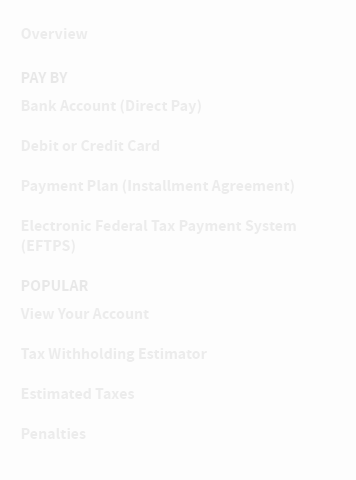 Overview
PAY BY
Bank Account (Direct Pay)
Debit or Credit Card
Payment Plan (Installment Agreement)
Electronic Federal Tax Payment System
(EFTPS)
POPULAR
View Your Account
Tax Withholding Estimator
Estimated Taxes
Penalties